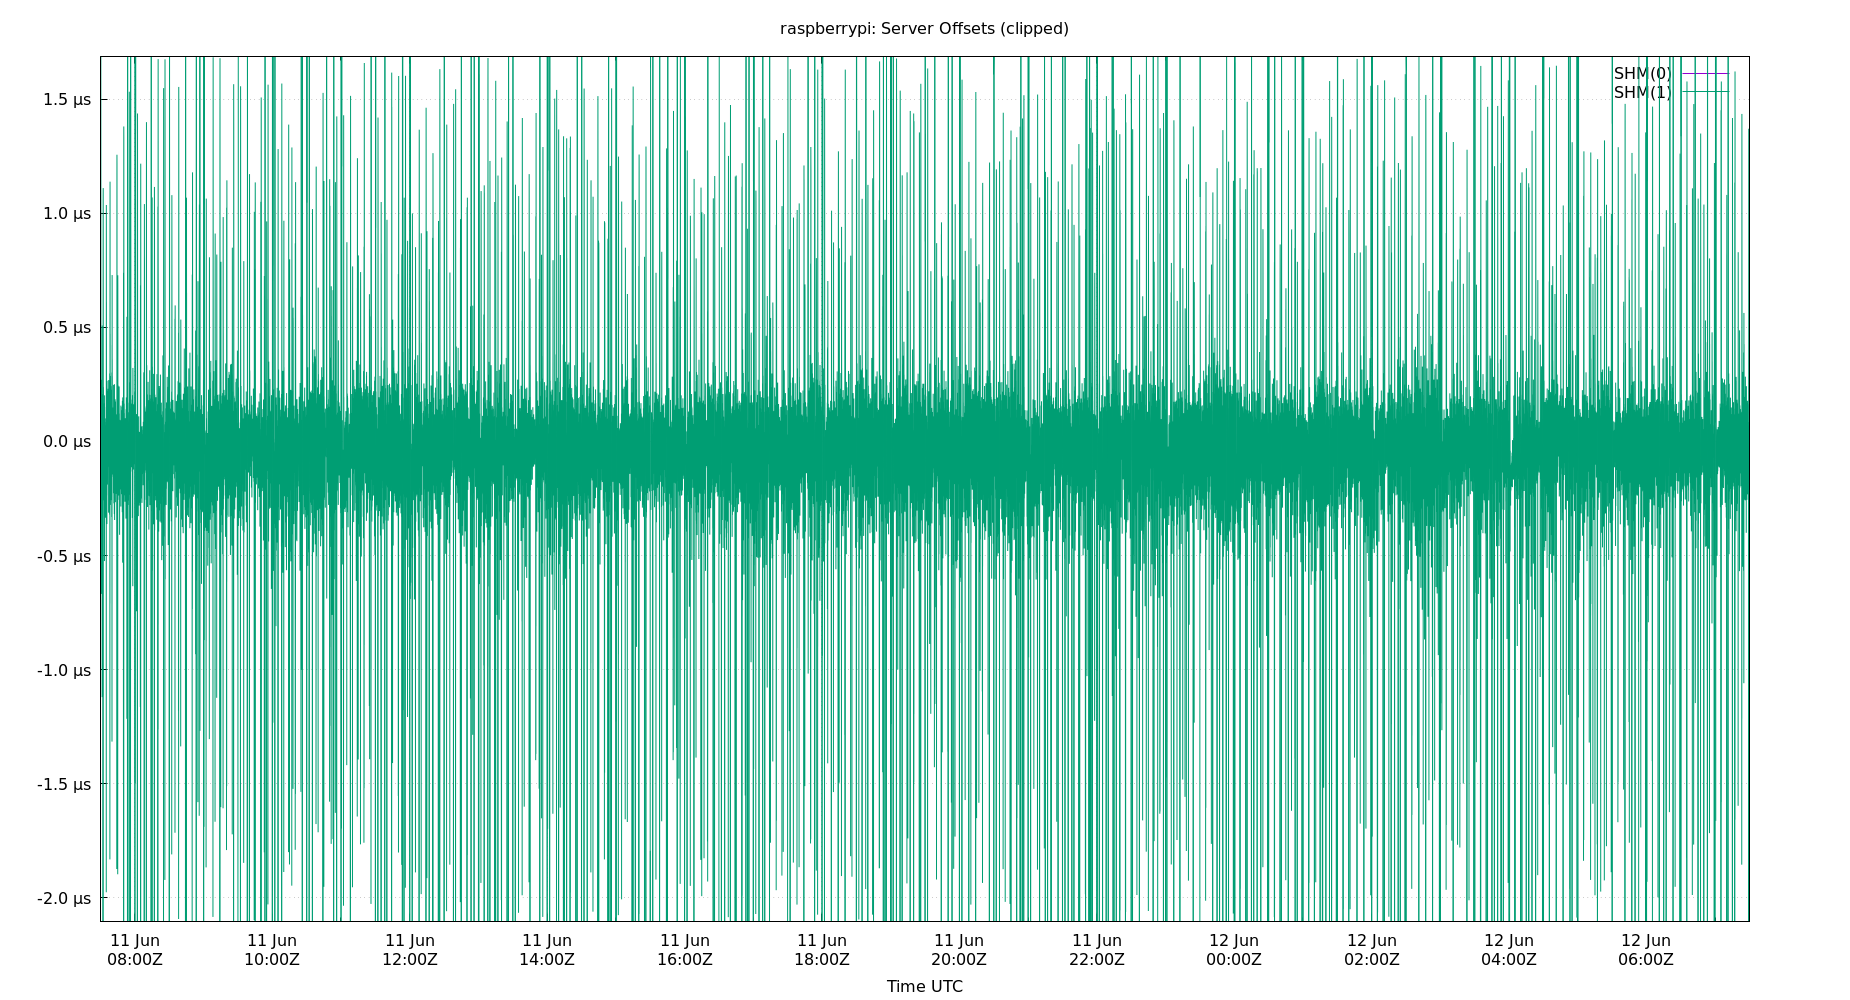 raspberrypi: Server Offsets (clipped)
SHM(0)
SHM(1)
1.5 µs
1.0 µs
0.5 µs
0.0 µs
-0.5 µs
-1.0 µs
-1.5 µs
-2.0 µs
11 Jun 11 Jun 11 Jun 11 Jun 11 Jun 11 Jun 11 Jun 11 Jun 12 Jun 12 Jun 12 Jun 12 Jun
08:00Z 10:00Z 12:00Z 14:00Z 16:00Z 18:00Z 20:00Z 22:00Z 00:00Z 02:00Z 04:00Z 06:00Z
Time UTC